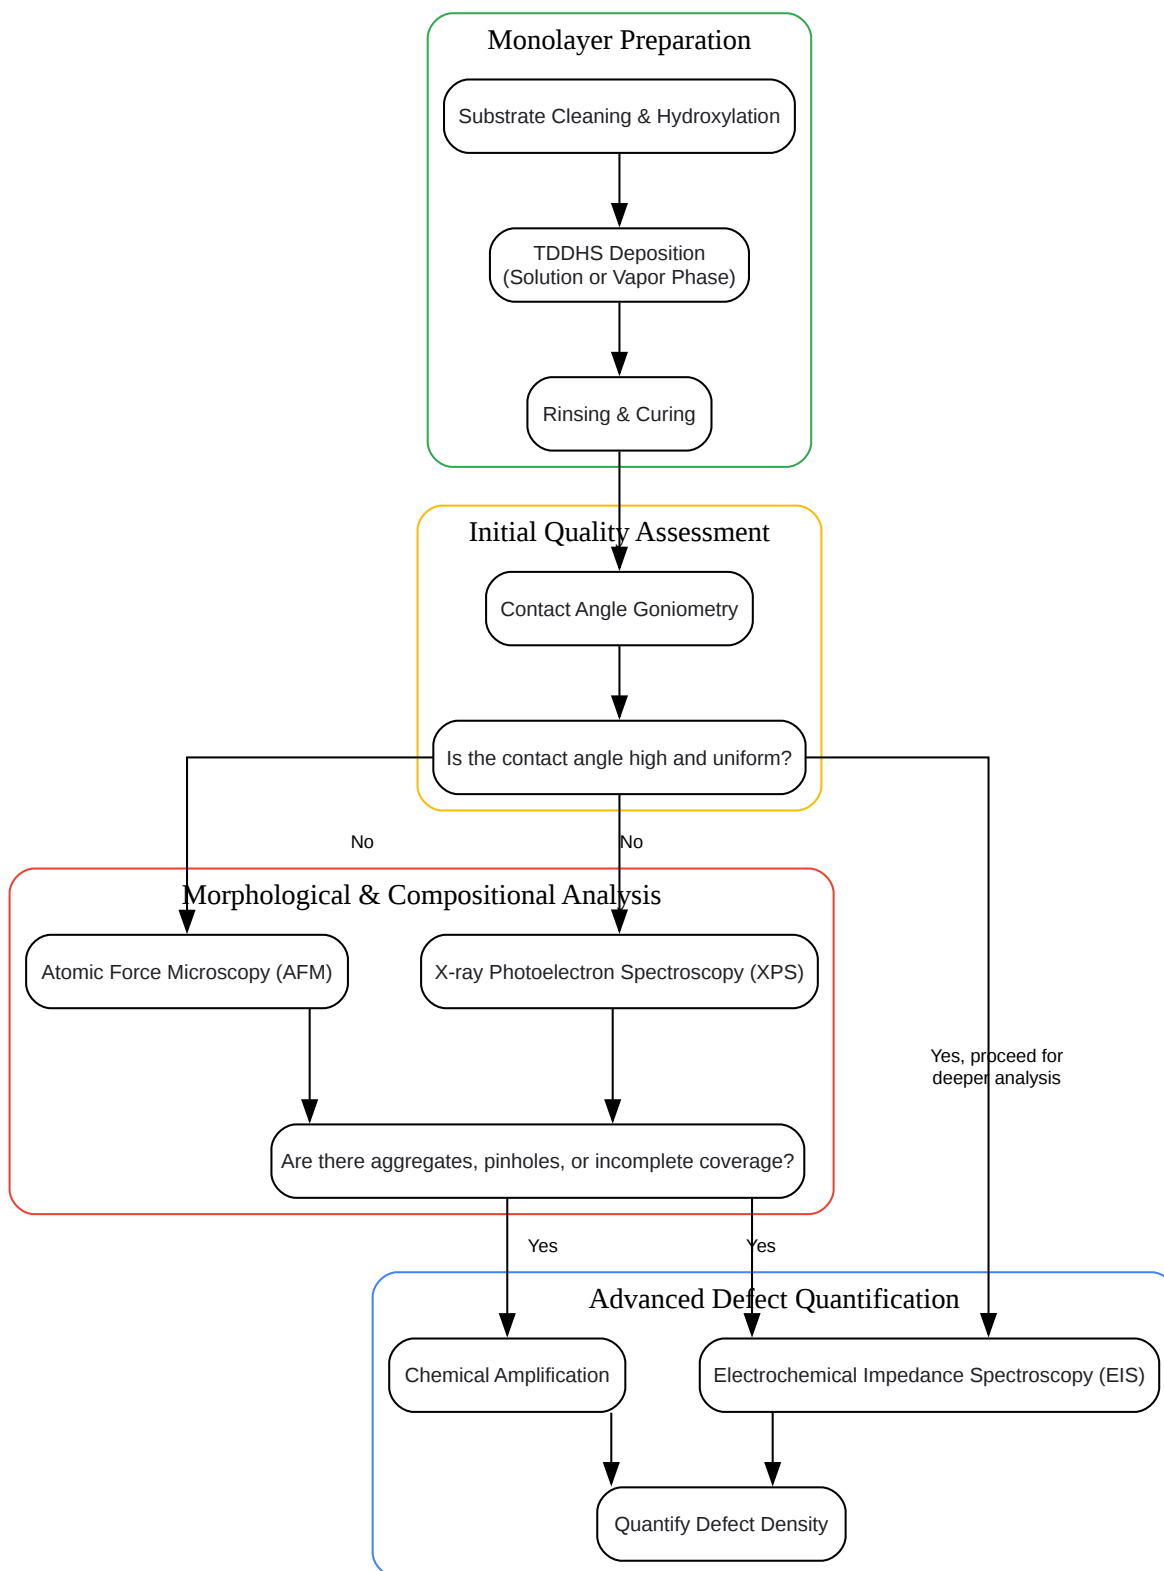 Monolayer Preparation
Substrate Cleaning & Hydroxylation
TDDHS Deposition
(Solution or Vapor Phase)
Rinsing & Curing
Initial Quality Assessment
Contact Angle Goniometry
Is the contact angle high and uniform?
No
No
Morphological & Compositional Analysis
Atomic Force Microscopy (AFM)
X-ray Photoelectron Spectroscopy (XPS)
Yes, proceed for
deeper analysis
Are there aggregates, pinholes, or incomplete coverage?
Yes
Yes
Advanced Defect Quantification
Chemical Amplification
Electrochemical Impedance Spectroscopy (EIS)
Quantify Defect Density